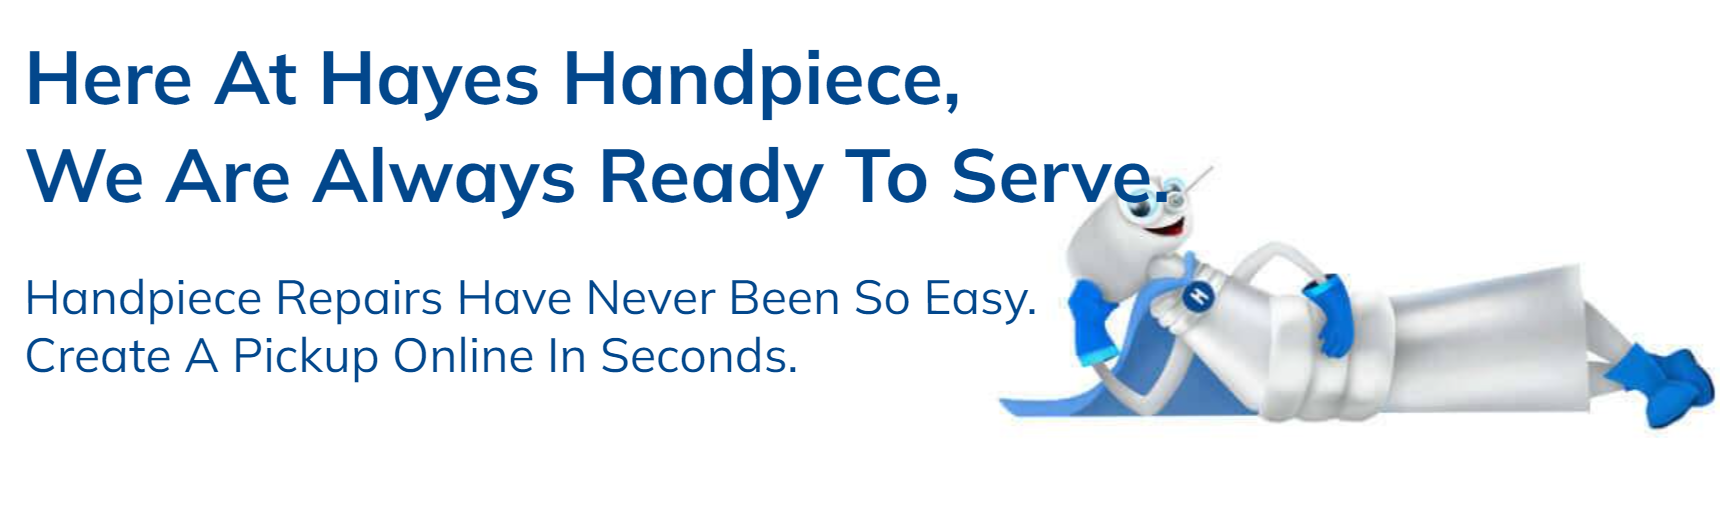 Here At Hayes Handpiece,
We Are Always Ready To Serve.
Handpiece Repairs Have Never Been So Easy.
Create A Pickup Online In Seconds.
H